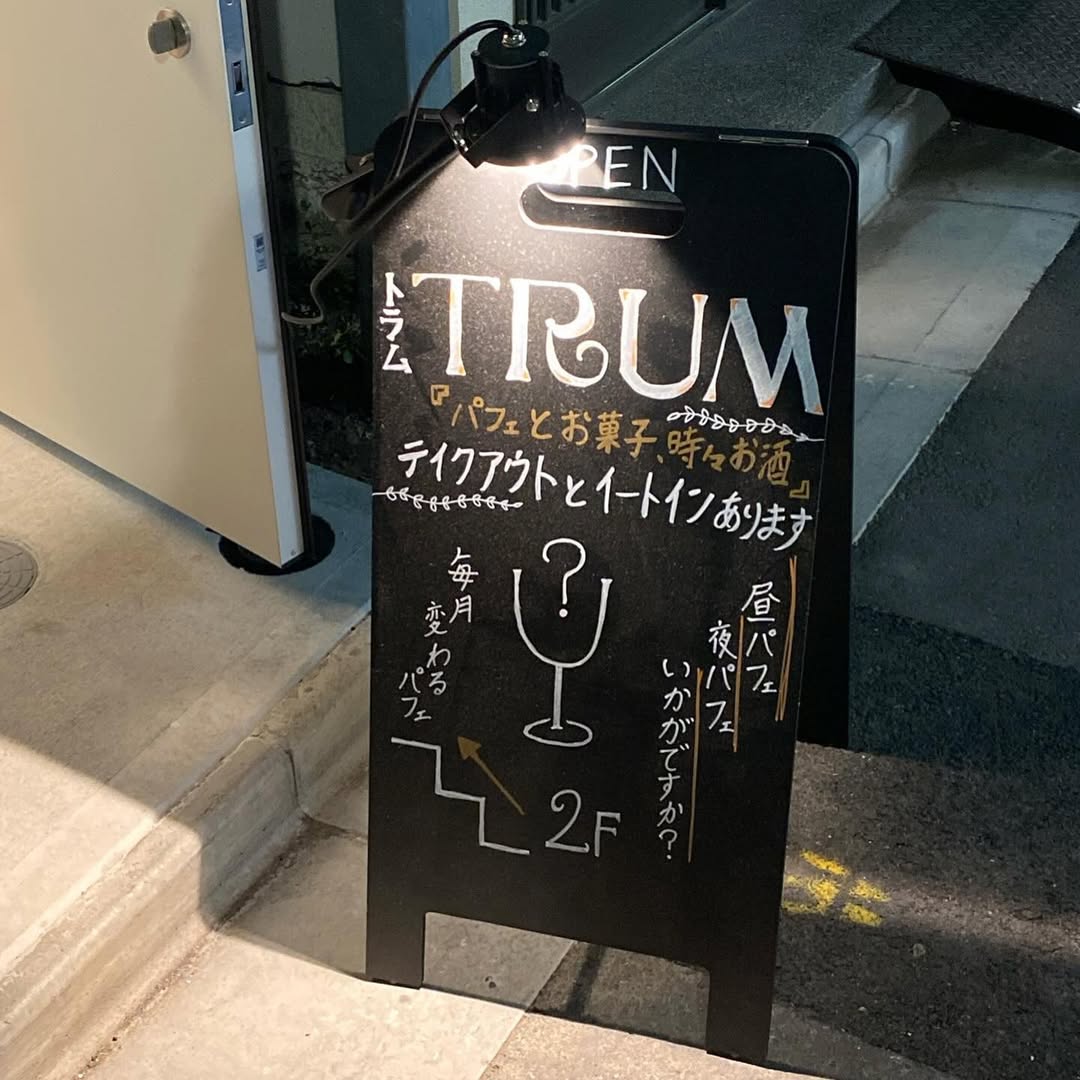 OPEN
トラム
TRUM
『パフェとお菓子、時々お酒』
テイクアウトとイートインあります
昼パフェ
夜パフェ
いかがですか?
?
毎月
変わる
パフェ
2F